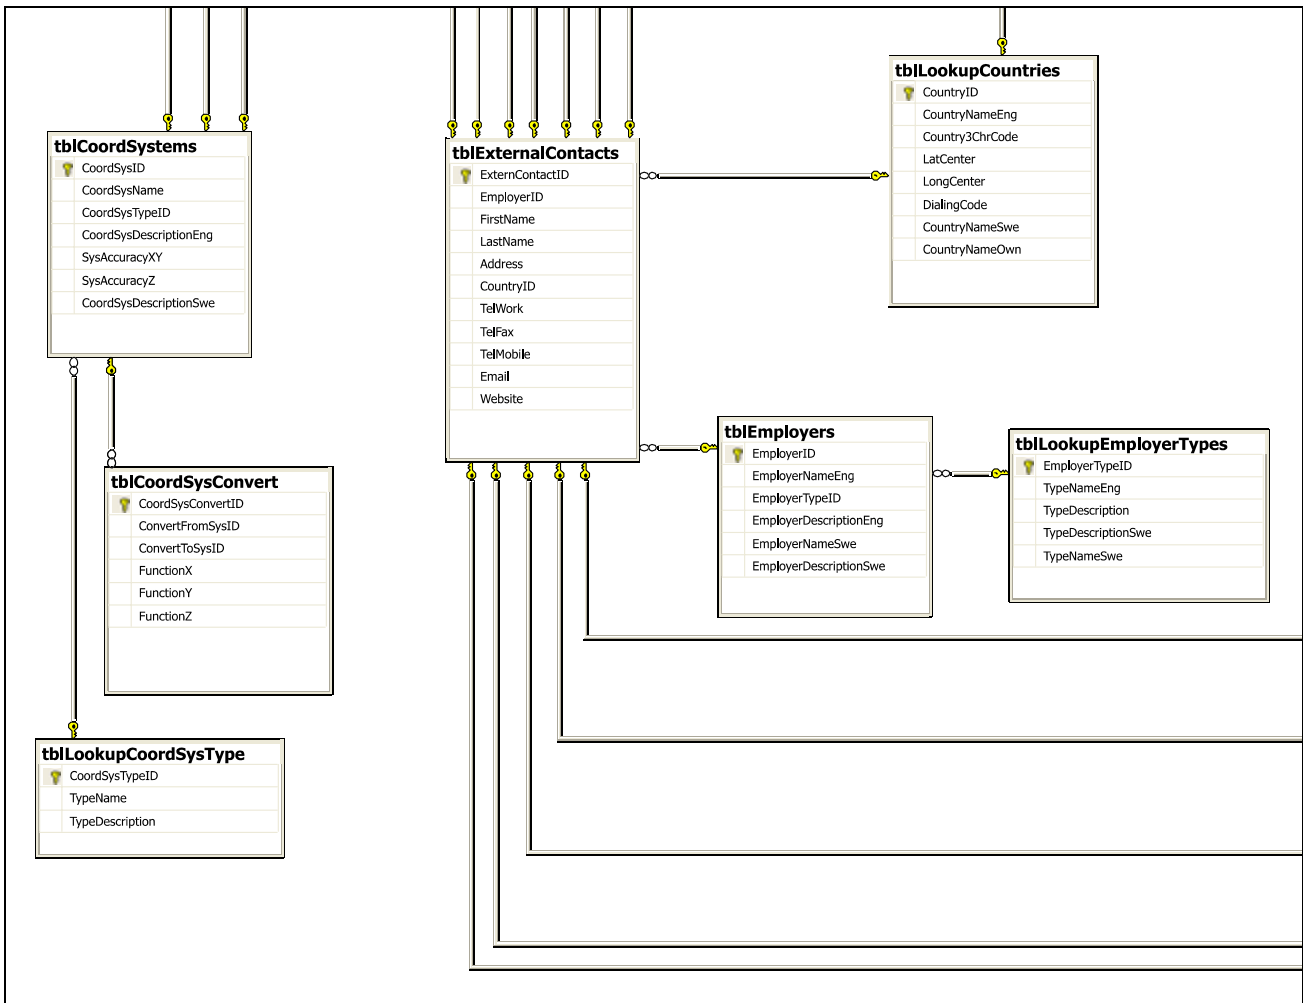 tblCoordSystems
CoordSysID
CoordSysName
CoordSysTypeID
CoordSysDescriptionEng
SysAccuracyXY
SysAccuracyZ
CoordSysDescriptionSwe
tblCoordSysConvert
CoordSysConvertID
ConvertFromSysID
ConvertToSysID
FunctionX
FunctionY
FunctionZ
tblLookupCoordSysType
CoordSysTypeID
TypeName
TypeDescription
tblExternalContacts
ExternContactID
EmployerID
FirstName
LastName
Address
CountryID
TelWork
TelFax
TelMobile
Email
Website
tblLookupCountries
CountryID
CountryNameEng
Country3ChrCode
LatCenter
LongCenter
DialingCode
CountryNameSwe
CountryNameOwn
tblEmployers
EmployerID
EmployerNameEng
EmployerTypeID
EmployerDescriptionEng
EmployerNameSwe
EmployerDescriptionSwe
tblLookupEmployerTypes
EmployerTypeID
TypeNameEng
TypeDescription
TypeDescriptionSwe
TypeNameSwe